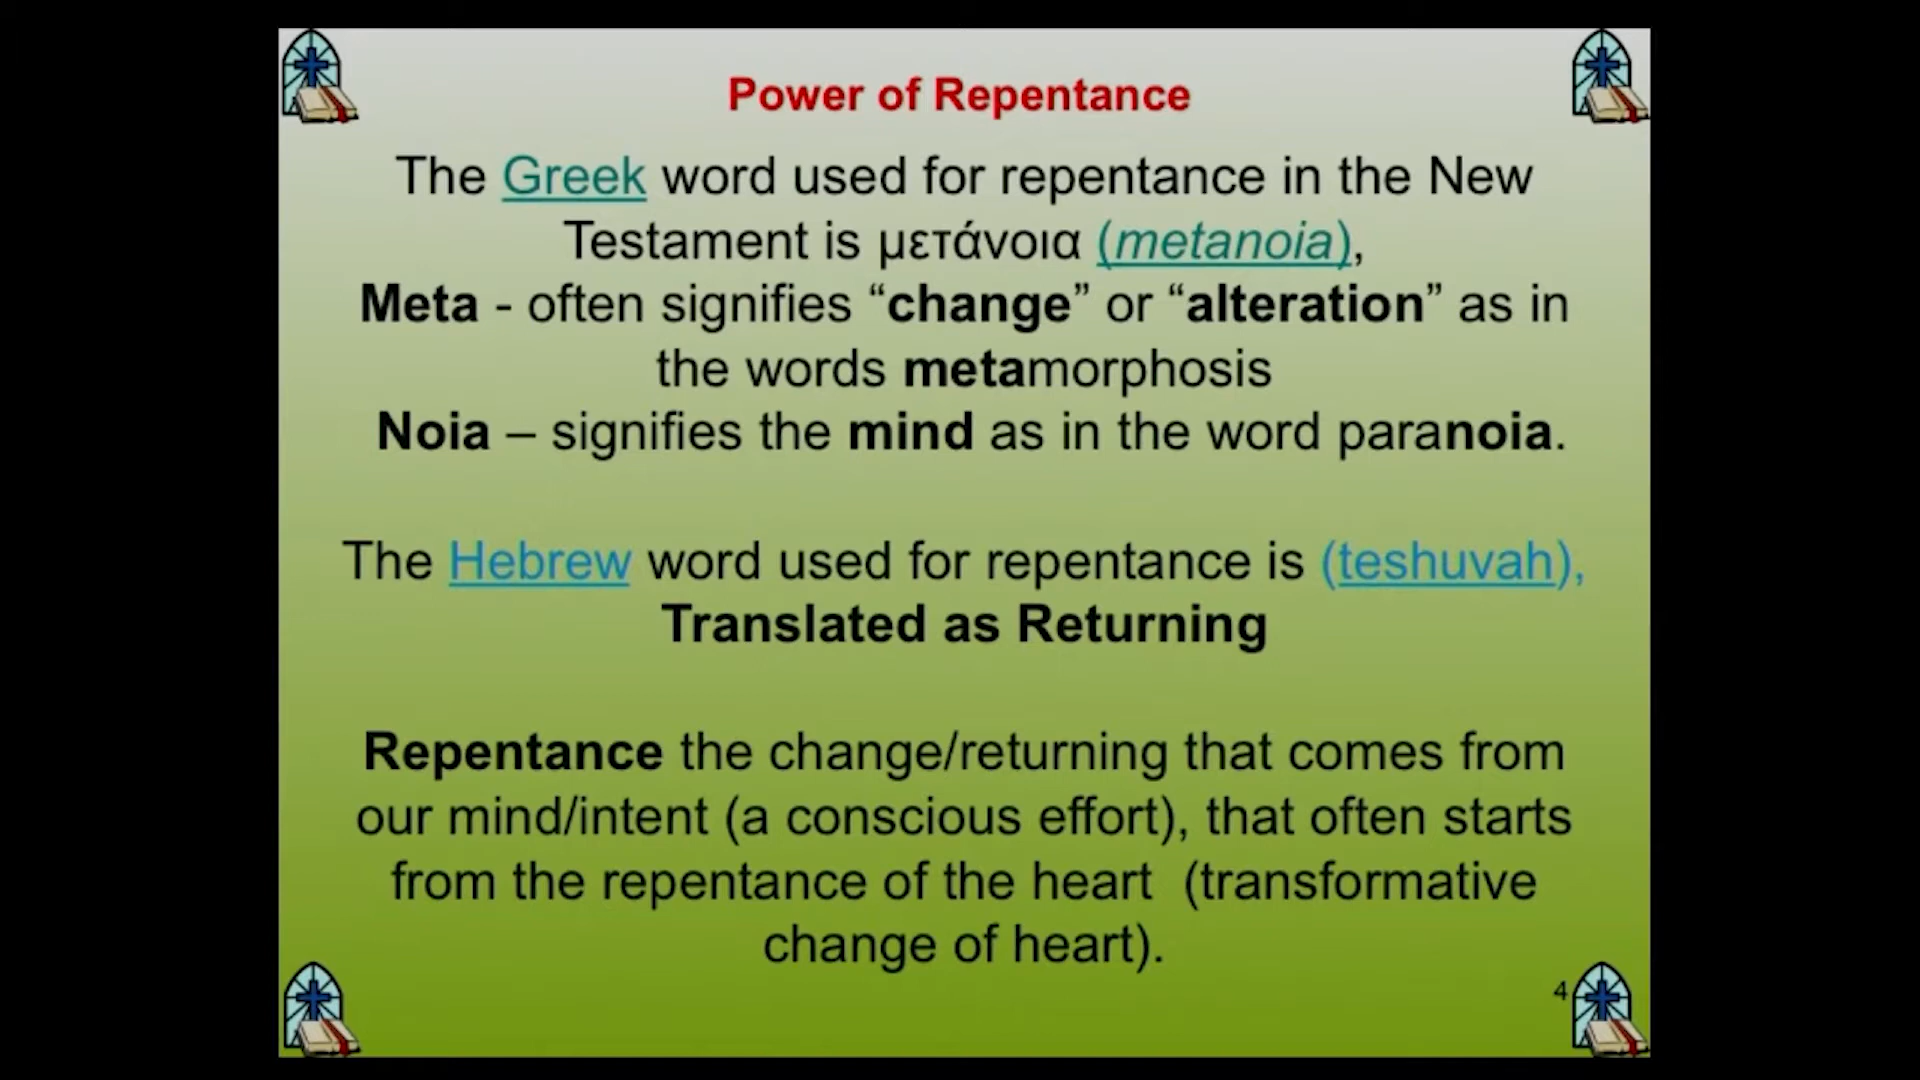 Power of Repentance
The Greek word used for repentance in the New
Testament is μετάνοια (metanoia),
Meta - often signifies “change” or “alteration” as in
the words metamorphosis
Noia – signifies the mind as in the word paranoia.
The Hebrew word used for repentance is (teshuvah),
Translated as Returning
Repentance the change/returning that comes from
our mind/intent (a conscious effort), that often starts
from the repentance of the heart (transformative
change of heart).
4